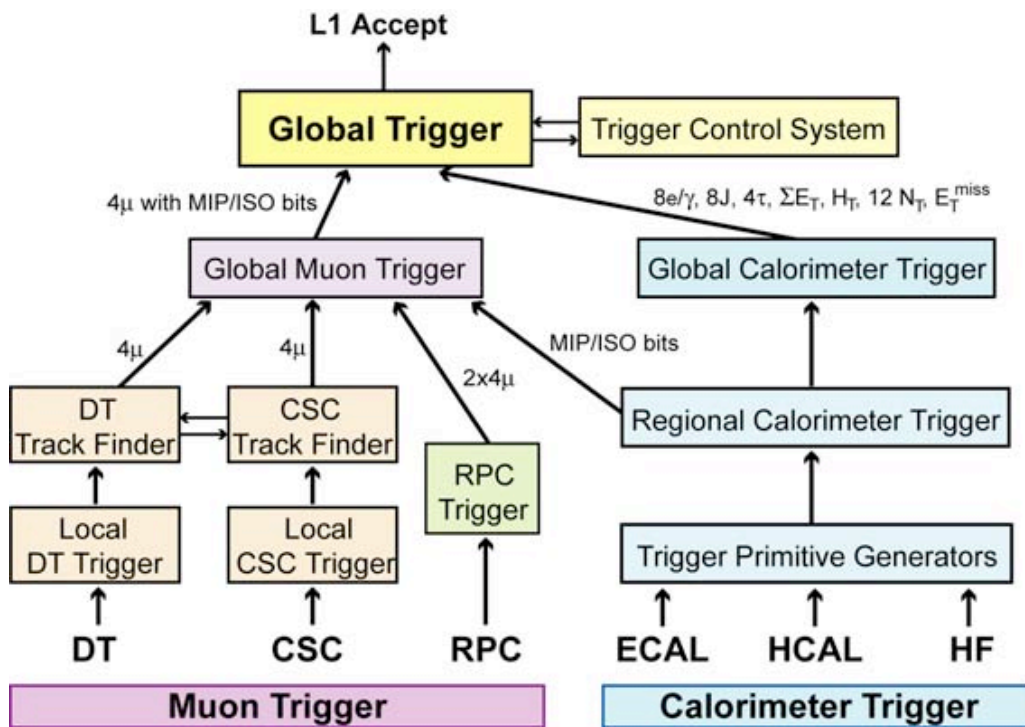 L1 Accept
Global Trigger
Trigger Control System
4μ with MIP/ISO bits
8e/γ, 8J, 4τ, ΣE_T, H_T, 12 N_T, E_T^miss
Global Muon Trigger
Global Calorimeter Trigger
4μ
4μ
2x4μ
MIP/ISO bits
DT
Track Finder
CSC
Track Finder
Regional Calorimeter Trigger
RPC
Trigger
Local
DT Trigger
Local
CSC Trigger
Trigger Primitive Generators
DT
CSC
RPC
ECAL
HCAL
HF
Muon Trigger
Calorimeter Trigger